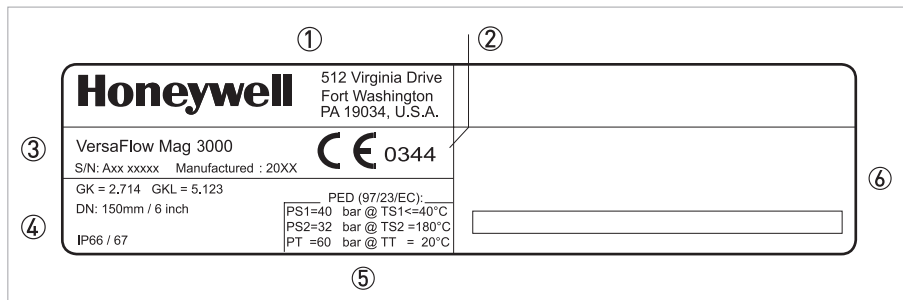 ① ②
Honeywell
512 Virginia Drive
Fort Washington
PA 19034, U.S.A.
③
VersaFlow Mag 3000
S/N: Axx xxxxx Manufactured : 20XX
CE 0344
⑥
④
GK = 2.714 GKL = 5.123
DN: 150mm / 6 inch
IP66 / 67
PED (97/23/EC):
PS1=40 bar @ TS1<=40°C
PS2=32 bar @ TS2 =180°C
PT =60 bar @ TT = 20°C
⑤